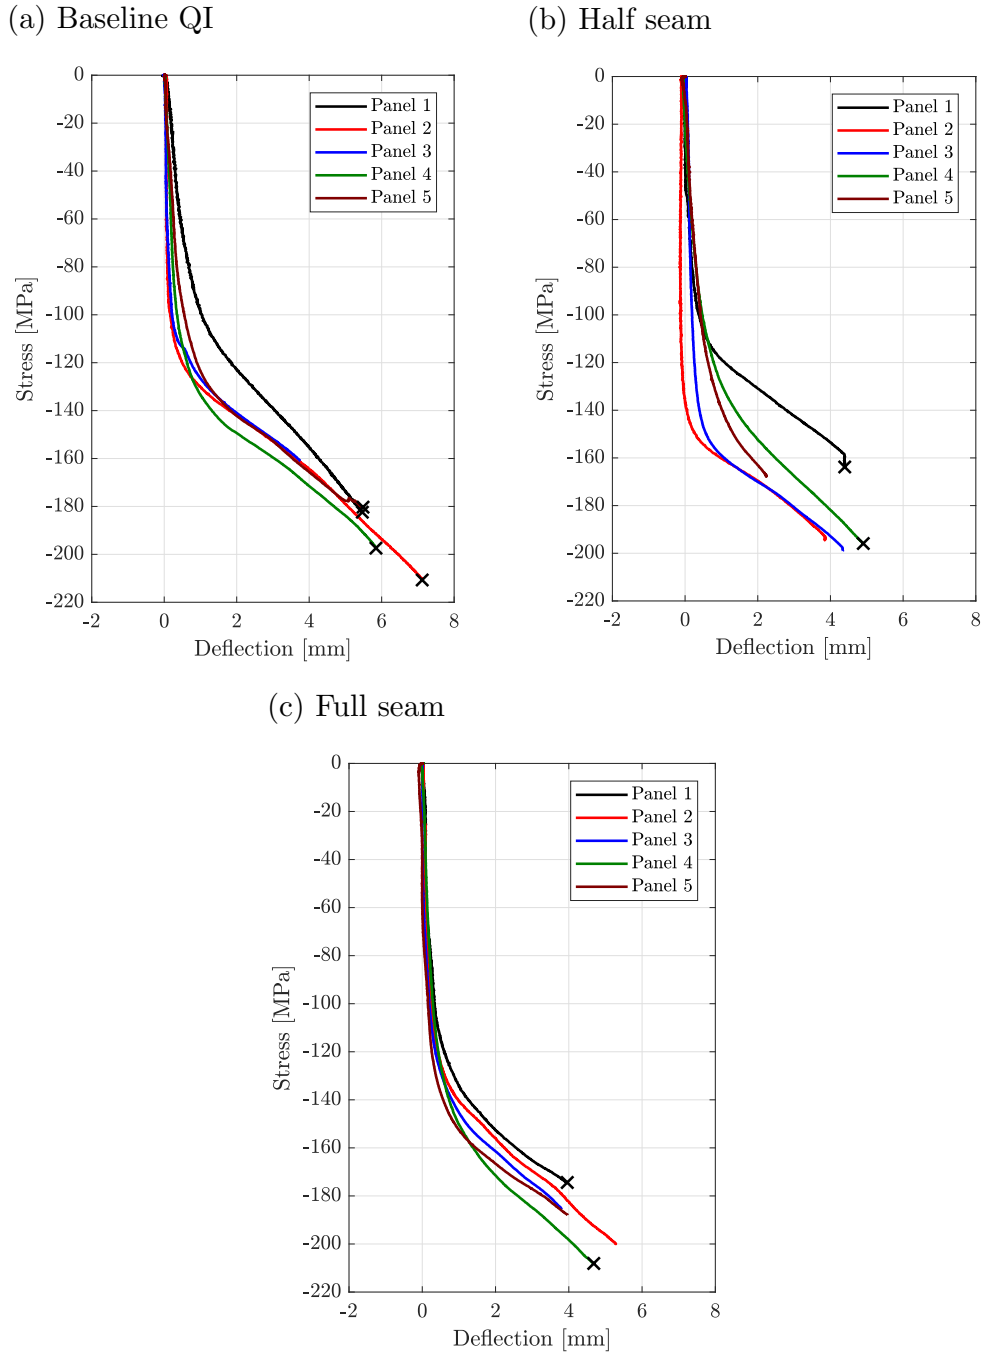 (a) Baseline QI
0
-20
-40
-60
-80
-100
-120
-140
-160
-180
-200
-220
-2
0
2
4
6
8
Stress [MPa]
Deflection [mm]
Panel 1
Panel 2
Panel 3
Panel 4
Panel 5
(b) Half seam
0
-20
-40
-60
-80
-100
-120
-140
-160
-180
-200
-220
-2
0
2
4
6
8
Stress [MPa]
Deflection [mm]
Panel 1
Panel 2
Panel 3
Panel 4
Panel 5
(c) Full seam
0
-20
-40
-60
-80
-100
-120
-140
-160
-180
-200
-220
-2
0
2
4
6
8
Stress [MPa]
Deflection [mm]
Panel 1
Panel 2
Panel 3
Panel 4
Panel 5